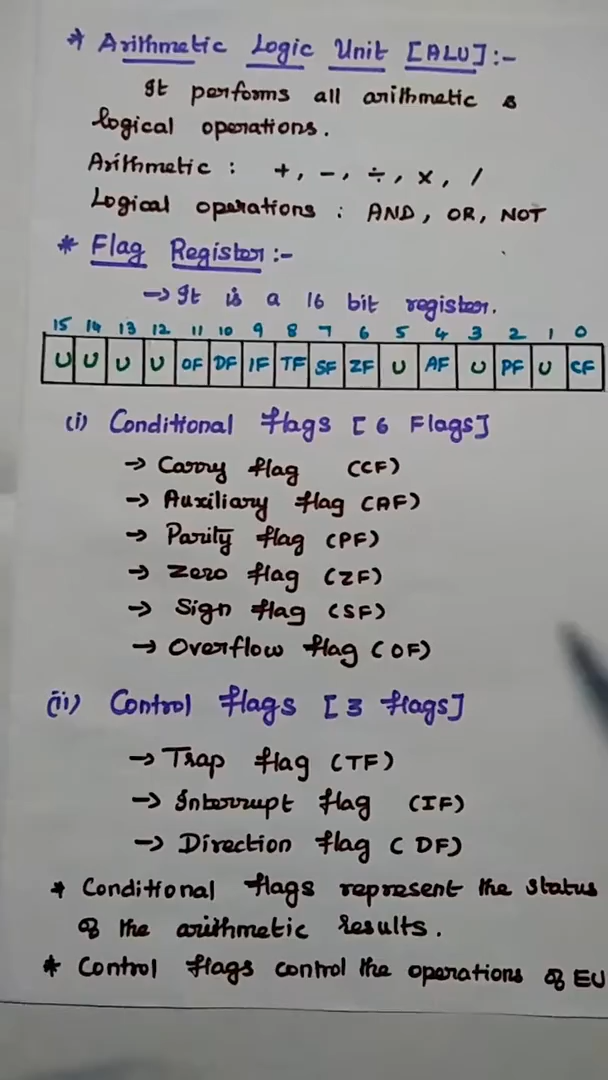 * Arithmetic Logic Unit [ALU] :-
It performs all arithmetic &
logical operations.
Arithmetic : +, -, ÷, ×, /
Logical operations : AND, OR, NOT
* Flag Register :-
→ It is a 16 bit register.
15 14 13 12 11 10 9 8 7 6 5 4 3 2 1 0
U U U U OF DF IF TF SF ZF U AF U PF U CF
(i) Conditional flags [6 Flags]
→ Carry flag (CF)
→ Auxiliary flag (AF)
→ Parity flag (PF)
→ Zero flag (ZF)
→ Sign flag (SF)
→ Overflow flag (OF)
(ii) Control flags [3 flags]
→ Trap flag (TF)
→ Interrupt flag (IF)
→ Direction flag (DF)
* Conditional flags represent the status
of the arithmetic results.
* Control flags control the operations of EU